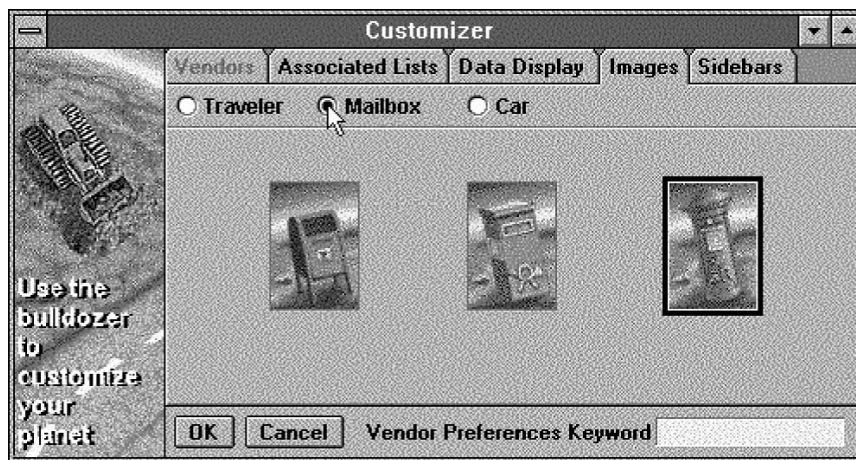 Customizer
Vendors Associated Lists Data Display Images Sidebars
Traveler Mailbox Car
Use the
bulldozer
to
customize
your
planet
OK Cancel Vendor Preferences Keyword